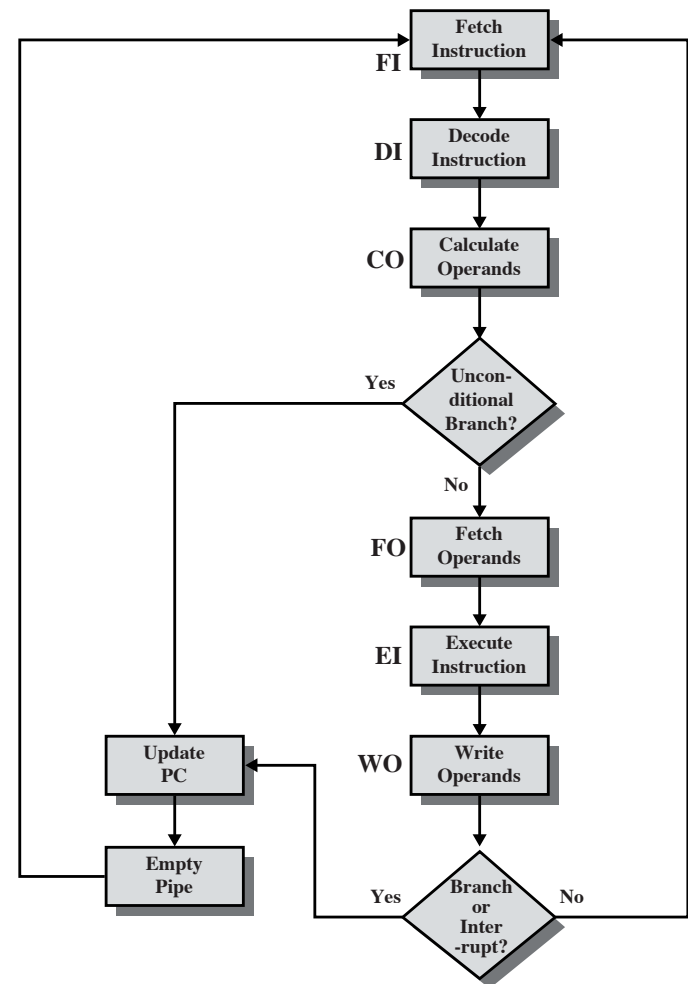 Fetch
Instruction
FI
Decode
Instruction
DI
Calculate
Operands
CO
Yes
Uncon-
ditional
Branch?
No
Fetch
Operands
FO
Execute
Instruction
EI
Update
PC
WO
Write
Operands
Empty
Pipe
Yes
Branch
or
Inter
-rupt?
No